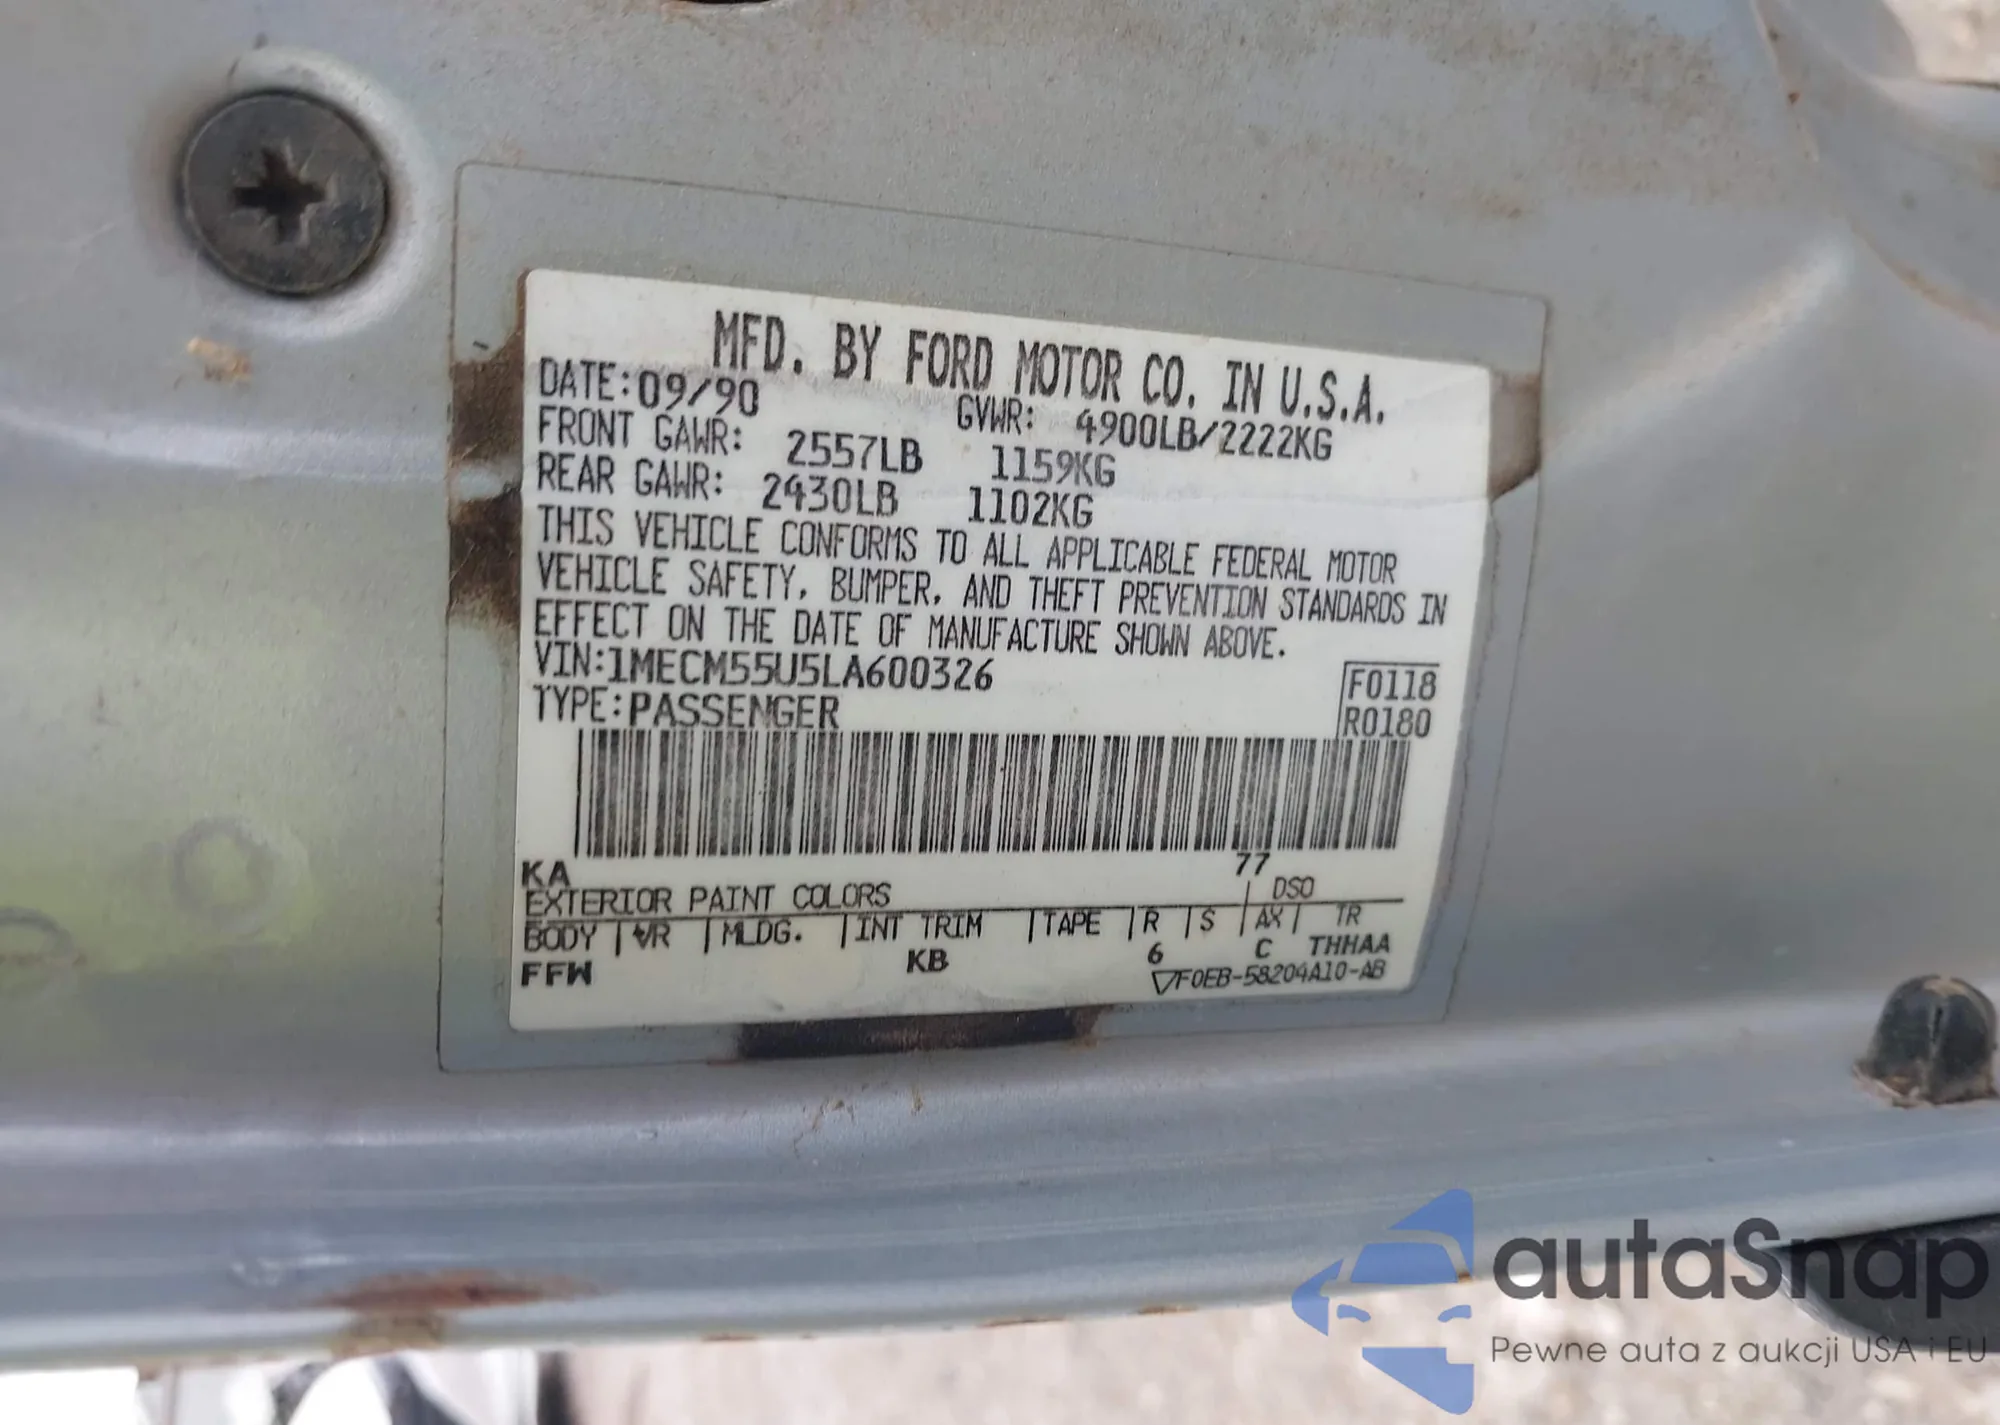 MFD. BY FORD MOTOR CO. IN U.S.A.
DATE: 09/90 GVWR: 4900LB/2222KG
FRONT GAWR: 2557LB 1159KG
REAR GAWR: 2430LB 1102KG
THIS VEHICLE CONFORMS TO ALL APPLICABLE FEDERAL MOTOR
VEHICLE SAFETY, BUMPER, AND THEFT PREVENTION STANDARDS IN
EFFECT ON THE DATE OF MANUFACTURE SHOWN ABOVE.
VIN: 1MECM55U5LA600326
F0118
TYPE: PASSENGER
R0180
KA 77
EXTERIOR PAINT COLORS DSO
BODY VR MLDG. INT TRIM TAPE R S AX TR
FFW KB 6 C THHAA
F0EB-58204A10-AB
autoSnap
Pewne auta z aukcji USA i EU